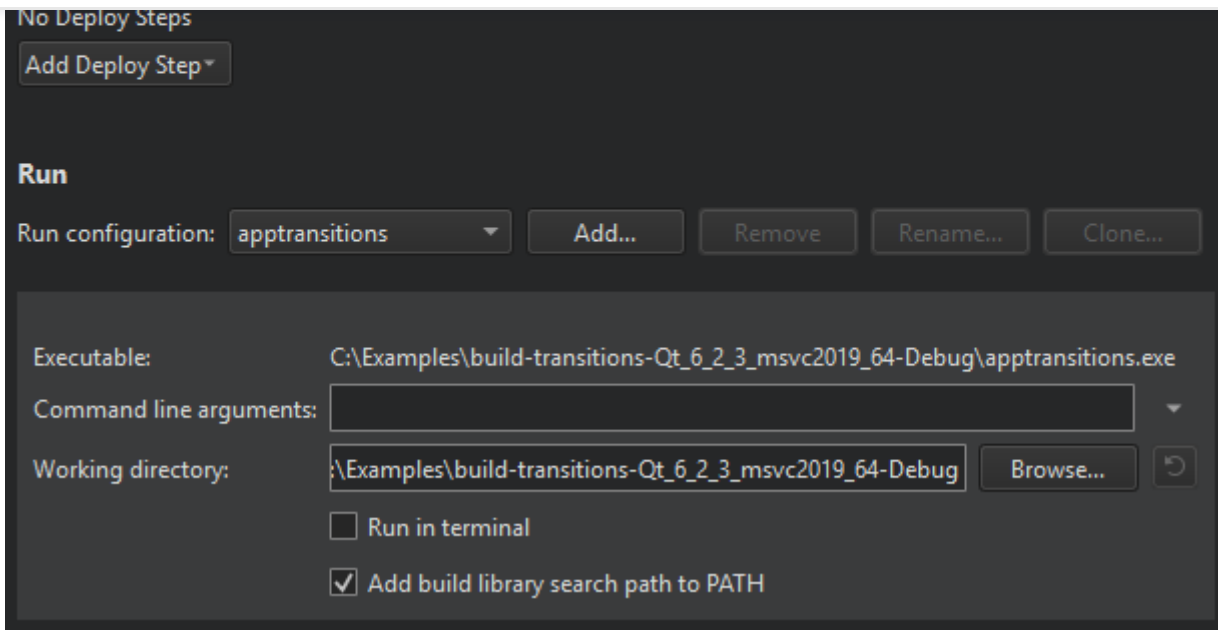 No Deploy Steps
Add Deploy Step
Run
Run configuration: apptransitions Add... Remove Rename... Clone...
Executable: C:\Examples\build-transitions-Qt_6_2_3_msvc2019_64-Debug\apptransitions.exe
Command line arguments:
Working directory: :\Examples\build-transitions-Qt_6_2_3_msvc2019_64-Debug Browse...
Run in terminal
Add build library search path to PATH